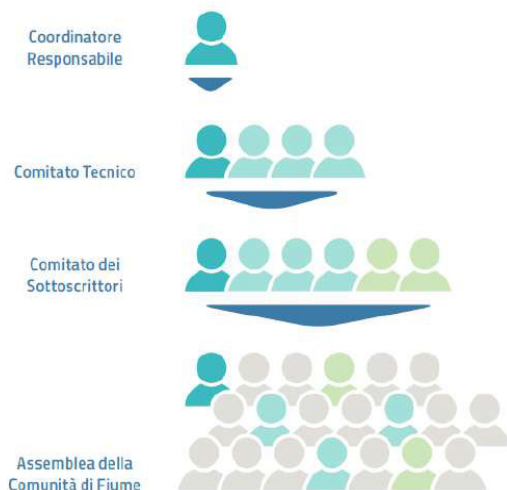 Coordinatore
Responsabile
Comitato Tecnico
Comitato dei
Sottoscrittori
Assemblea della
Comunità di Fiume